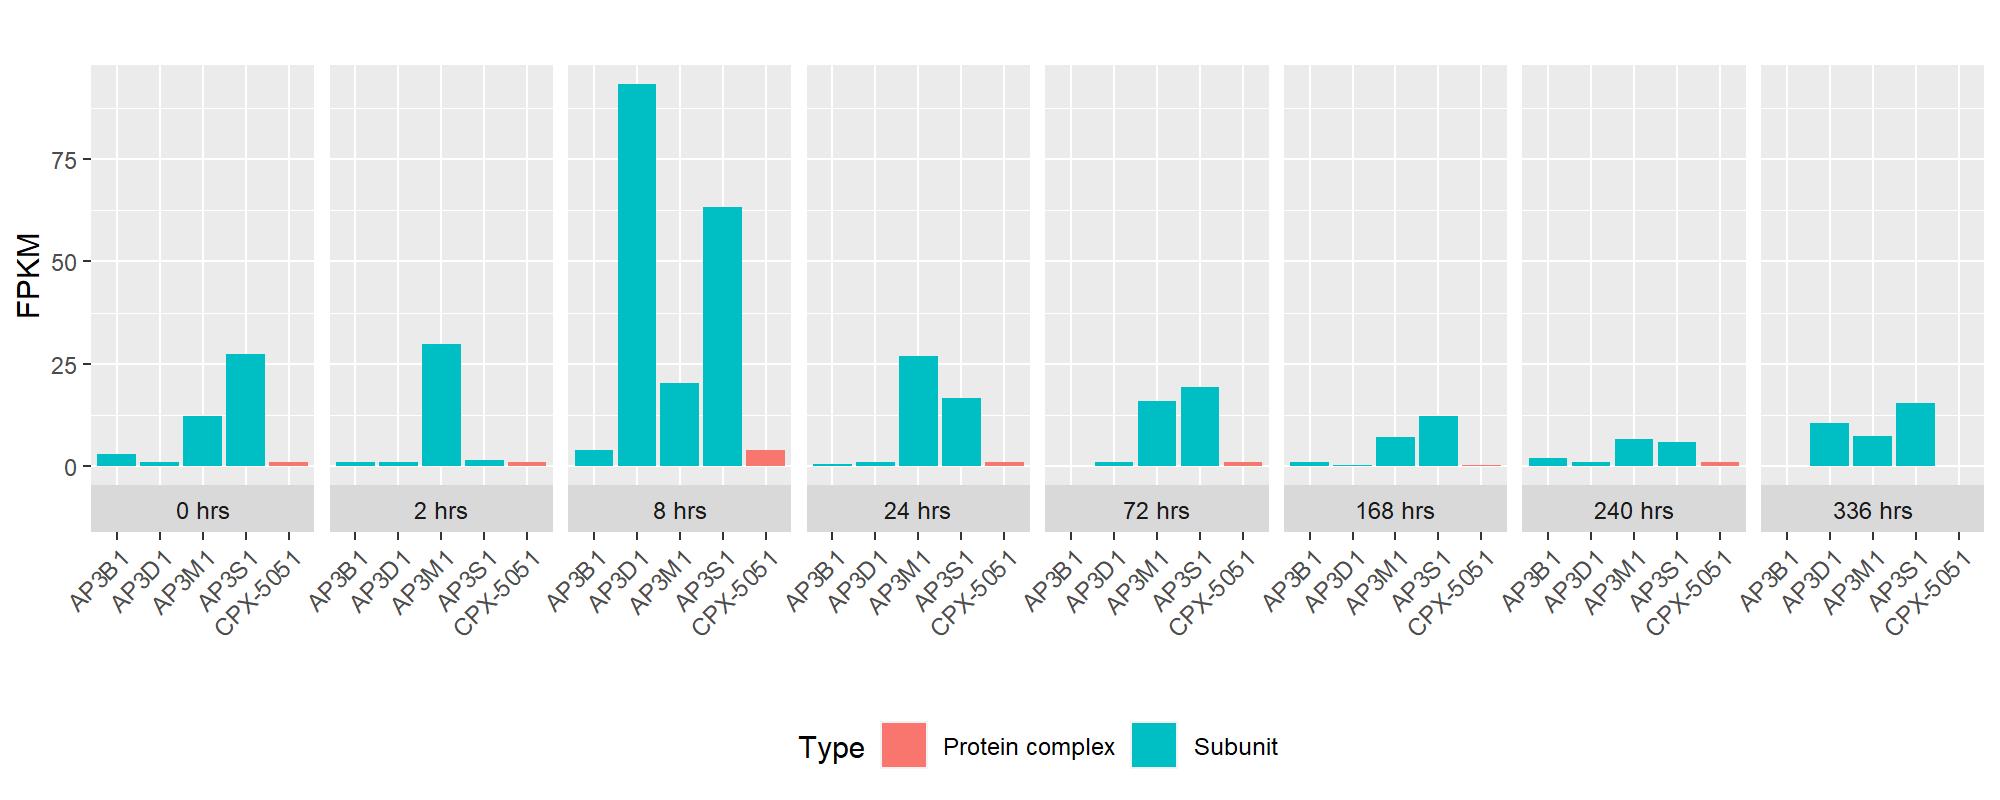 FPKM
75
50
25
0
0 hrs 2 hrs 8 hrs 24 hrs 72 hrs 168 hrs 240 hrs 336 hrs
AP3B1 AP3D1 AP3M1 AP3S1 CPX-5051 AP3B1 AP3D1 AP3M1 AP3S1 CPX-5051 AP3B1 AP3D1 AP3M1 AP3S1 CPX-5051 AP3B1 AP3D1 AP3M1 AP3S1 CPX-5051 AP3B1 AP3D1 AP3M1 AP3S1 CPX-5051 AP3B1 AP3D1 AP3M1 AP3S1 CPX-5051 AP3B1 AP3D1 AP3M1 AP3S1 CPX-5051 AP3B1 AP3D1 AP3M1 AP3S1 CPX-5051
Type Protein complex Subunit